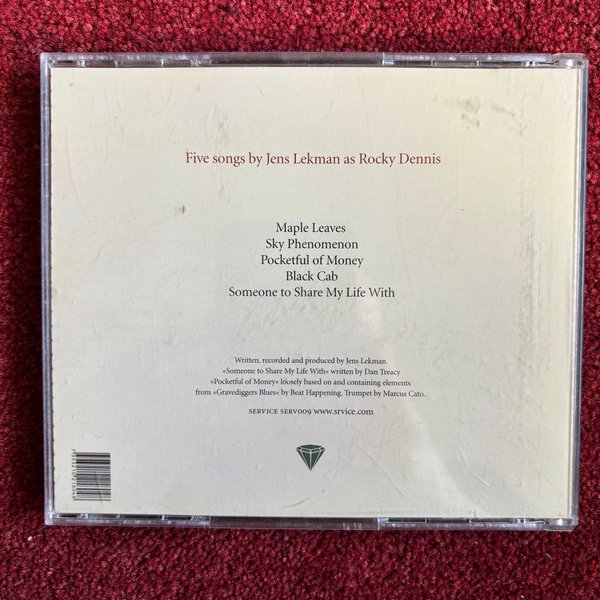 Five songs by Jens Lekman as Rocky Dennis
Maple Leaves
Sky Phenomenon
Pocketful of Money
Black Cab
Someone to Share My Life With
Written, recorded and produced by Jens Lekman.
»Someone to Share My Life With« written by Dan Treacy
»Pocketful of Money« loosely based on and containing elements
from »Gravediggers Blues« by Beat Happening. Trumpet by Marcus Cato.
SERVICE SERV009 www.srvice.com